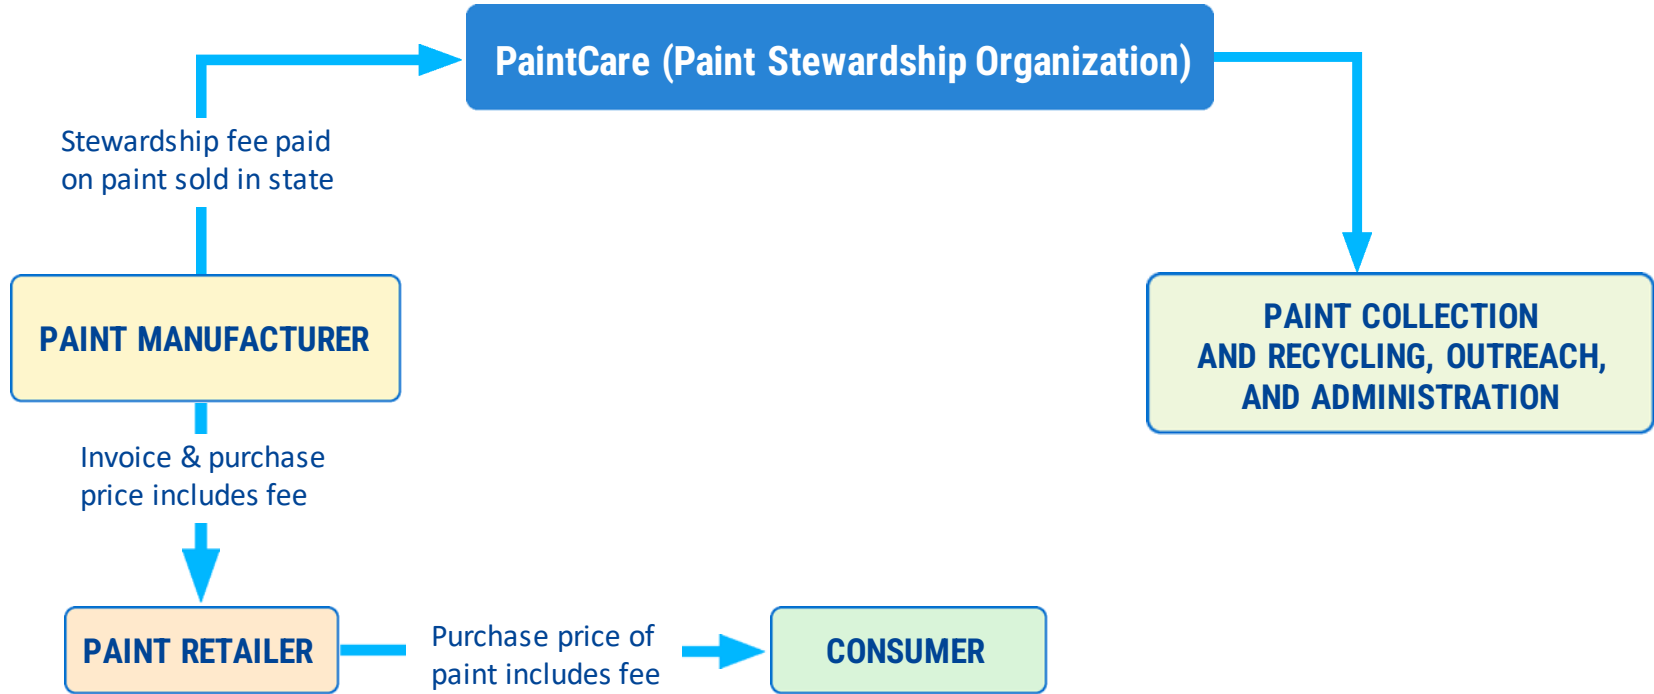 PaintCare (Paint Stewardship Organization)
Stewardship fee paid
on paint sold in state
PAINT MANUFACTURER
PAINT COLLECTION
AND RECYCLING, OUTREACH,
AND ADMINISTRATION
Invoice & purchase
price includes fee
PAINT RETAILER
Purchase price of
paint includes fee
CONSUMER